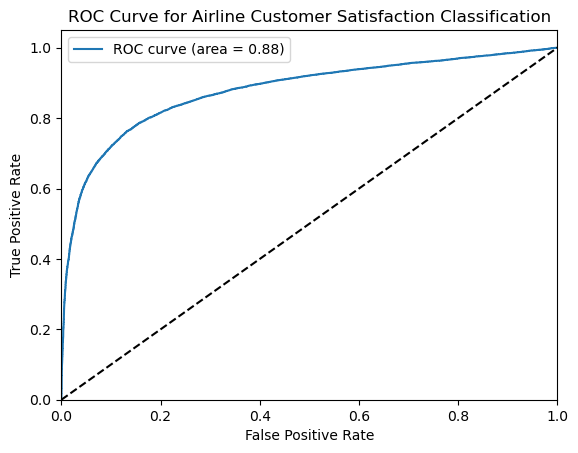 ROC Curve for Airline Customer Satisfaction Classification
1.0
ROC curve (area = 0.88)
0.8
0.6
0.4
0.2
0.0
True Positive Rate
0.0 0.2 0.4 0.6 0.8 1.0
False Positive Rate